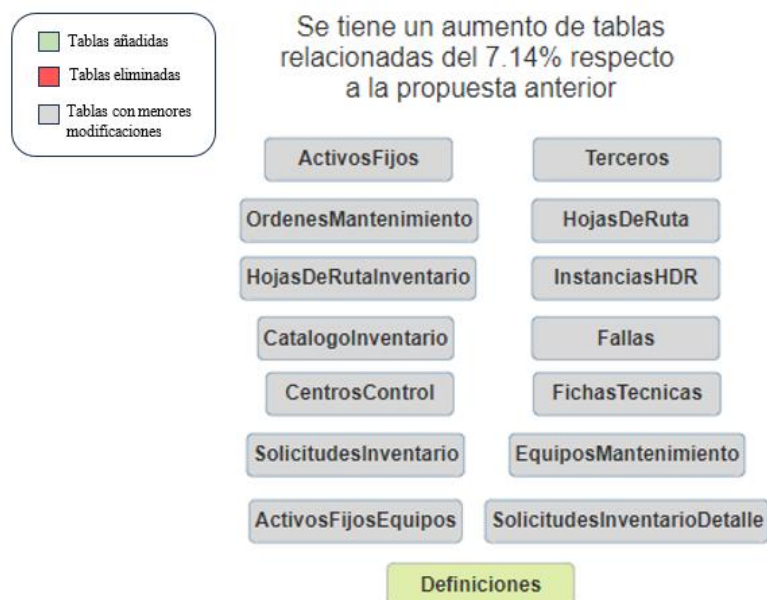 Tablas añadidas
Tablas eliminadas
Tablas con menores
modificaciones
Se tiene un aumento de tablas
relacionadas del 7.14% respecto
a la propuesta anterior
ActivosFijos
Terceros
OrdenesMantenimiento
HojasDeRuta
HojasDeRutaInventario
InstanciasHDR
CatalogoInventario
Fallas
CentrosControl
FichasTecnicas
SolicitudesInventario
EquiposMantenimiento
ActivosFijosEquipos
SolicitudesInventarioDetalle
Definiciones